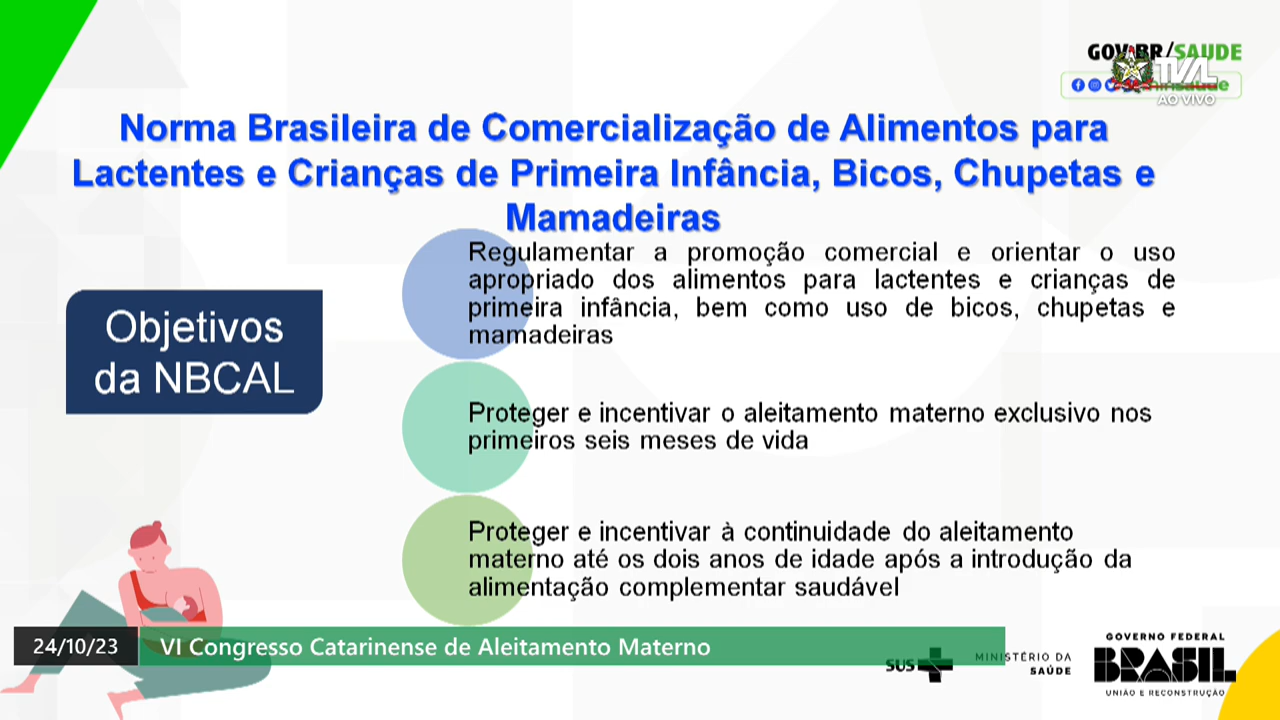 GOV.BR/SAUDE
TVAL
AO VIVO
minsaude
Norma Brasileira de Comercialização de Alimentos para
Lactentes e Crianças de Primeira Infância, Bicos, Chupetas e
Mamadeiras
Objetivos
da NBCAL
Regulamentar a promoção comercial e orientar o uso
apropriado dos alimentos para lactentes e crianças de
primeira infância, bem como uso de bicos, chupetas e
mamadeiras
Proteger e incentivar o aleitamento materno exclusivo nos
primeiros seis meses de vida
Proteger e incentivar à continuidade do aleitamento
materno até os dois anos de idade após a introdução da
alimentação complementar saudável
24/10/23
VI Congresso Catarinense de Aleitamento Materno
SUS
MINISTÉRIO DA
SAÚDE
GOVERNO FEDERAL
BRASIL
UNIÃO E RECONSTRUÇÃO